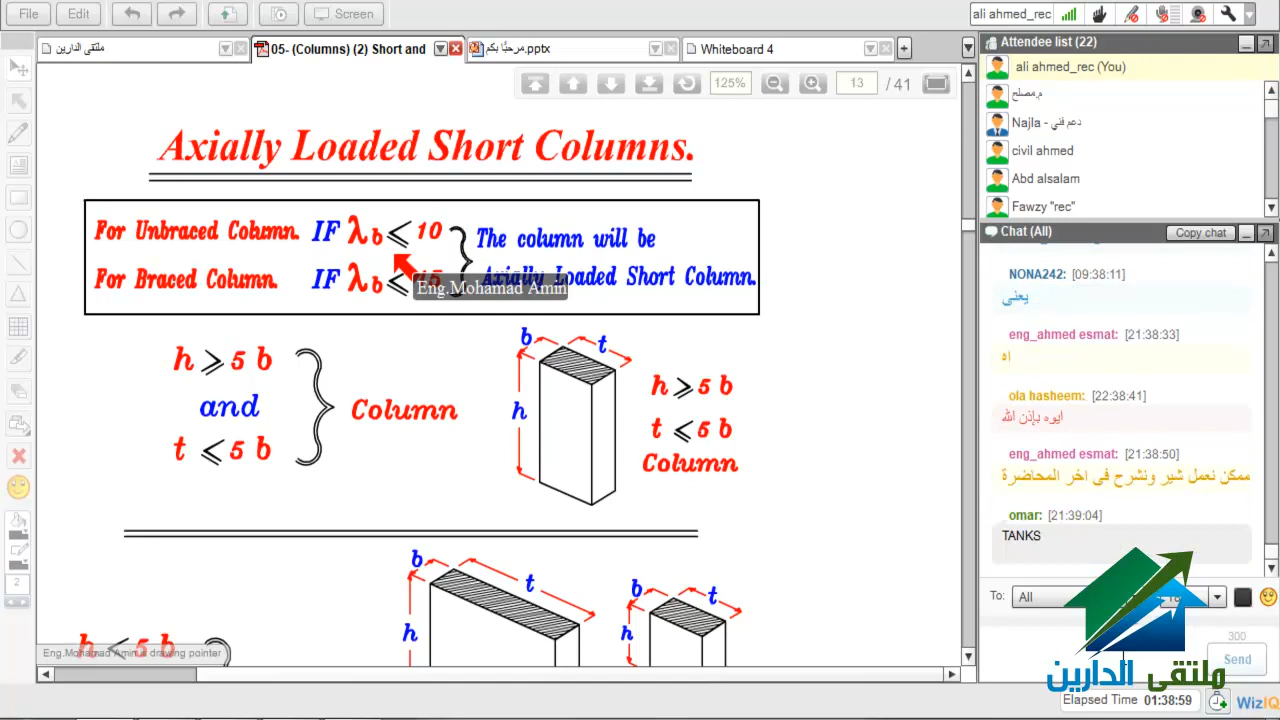 File
Edit
Screen
ali ahmed_rec
ملتقى الدارين
05- (Columns) (2) Short and
مرحبًا بكم.pptx
Whiteboard 4
125%
13 / 41
Axially Loaded Short Columns.
For Unbraced Column. IF λb ⩽ 10
For Braced Column. IF λb ⩽ 15
The column will be
Axially Loaded Short Column.
Eng.Mohamad Amin
h ⩾ 5 b
and
t ⩽ 5 b
Column
b
t
h
h ⩾ 5 b
t ⩽ 5 b
Column
b
t
h
b
t
h
h < 5 b
Eng.Mohamad Amin is drawing pointer
2
Attendee list (22)
ali ahmed_rec (You)
م.مصلح
Najla - دعم فني
civil ahmed
Abd alsalam
Fawzy "rec"
Chat (All)
Copy chat
NONA242: [09:38:11]
يعنى
eng_ahmed esmat: [21:38:33]
اه
ola hasheem: [22:38:41]
ايوه بإذن الله
eng_ahmed esmat: [21:38:50]
ممكن نعمل شير ونشرح فى اخر المحاضرة
omar: [21:39:04]
TANKS
To:
All
300
Send
ملتقى الدارين
Elapsed Time 01:38:59
WizIQ